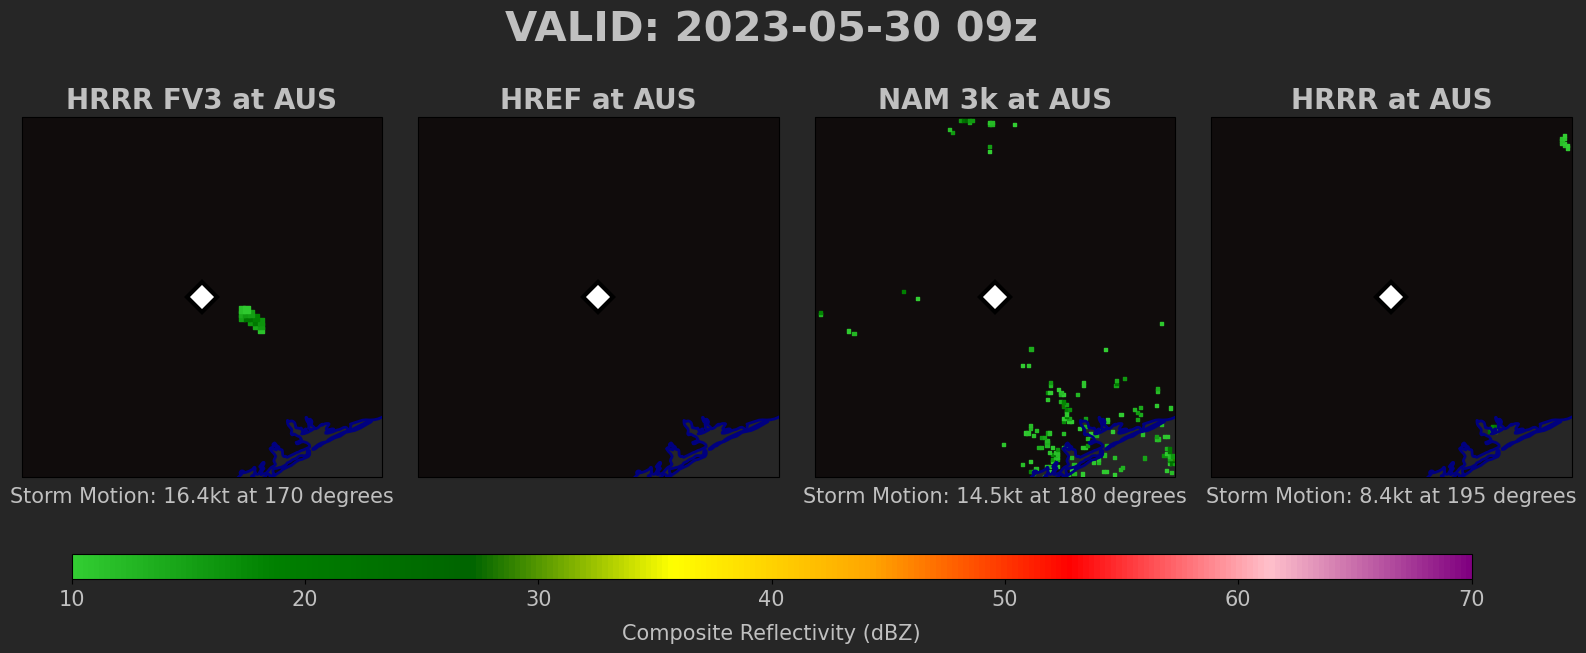 VALID: 2023-05-30 09z
HRRR FV3 at AUS
HREF at AUS
NAM 3k at AUS
HRRR at AUS
Storm Motion: 16.4kt at 170 degrees
Storm Motion: 14.5kt at 180 degrees
Storm Motion: 8.4kt at 195 degrees
10 20 30 40 50 60 70
Composite Reflectivity (dBZ)